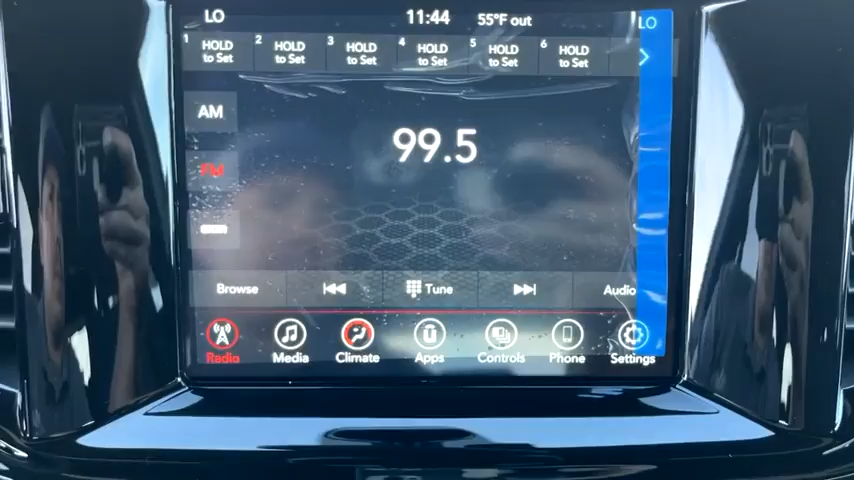 LO 11:44 55°F out LO
1 HOLD to Set 2 HOLD to Set 3 HOLD to Set 4 HOLD to Set 5 HOLD to Set 6 HOLD to Set
AM
99.5
FM
Browse Tune Audio
Radio Media Climate Apps Controls Phone Settings